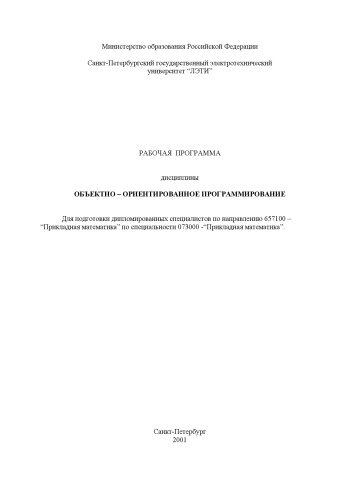 Министерство образования Российской Федерации
Санкт-Петербургский государственный электротехнический
университет “ЛЭТИ”
РАБОЧАЯ ПРОГРАММА
дисциплины
ОБЪЕКТНО – ОРИЕНТИРОВАННОЕ ПРОГРАММИРОВАНИЕ
Для подготовки дипломированных специалистов по направлению 657100 –
“Прикладная математика” по специальности 073000 -“Прикладная математика”.
Санкт-Петербург
2001